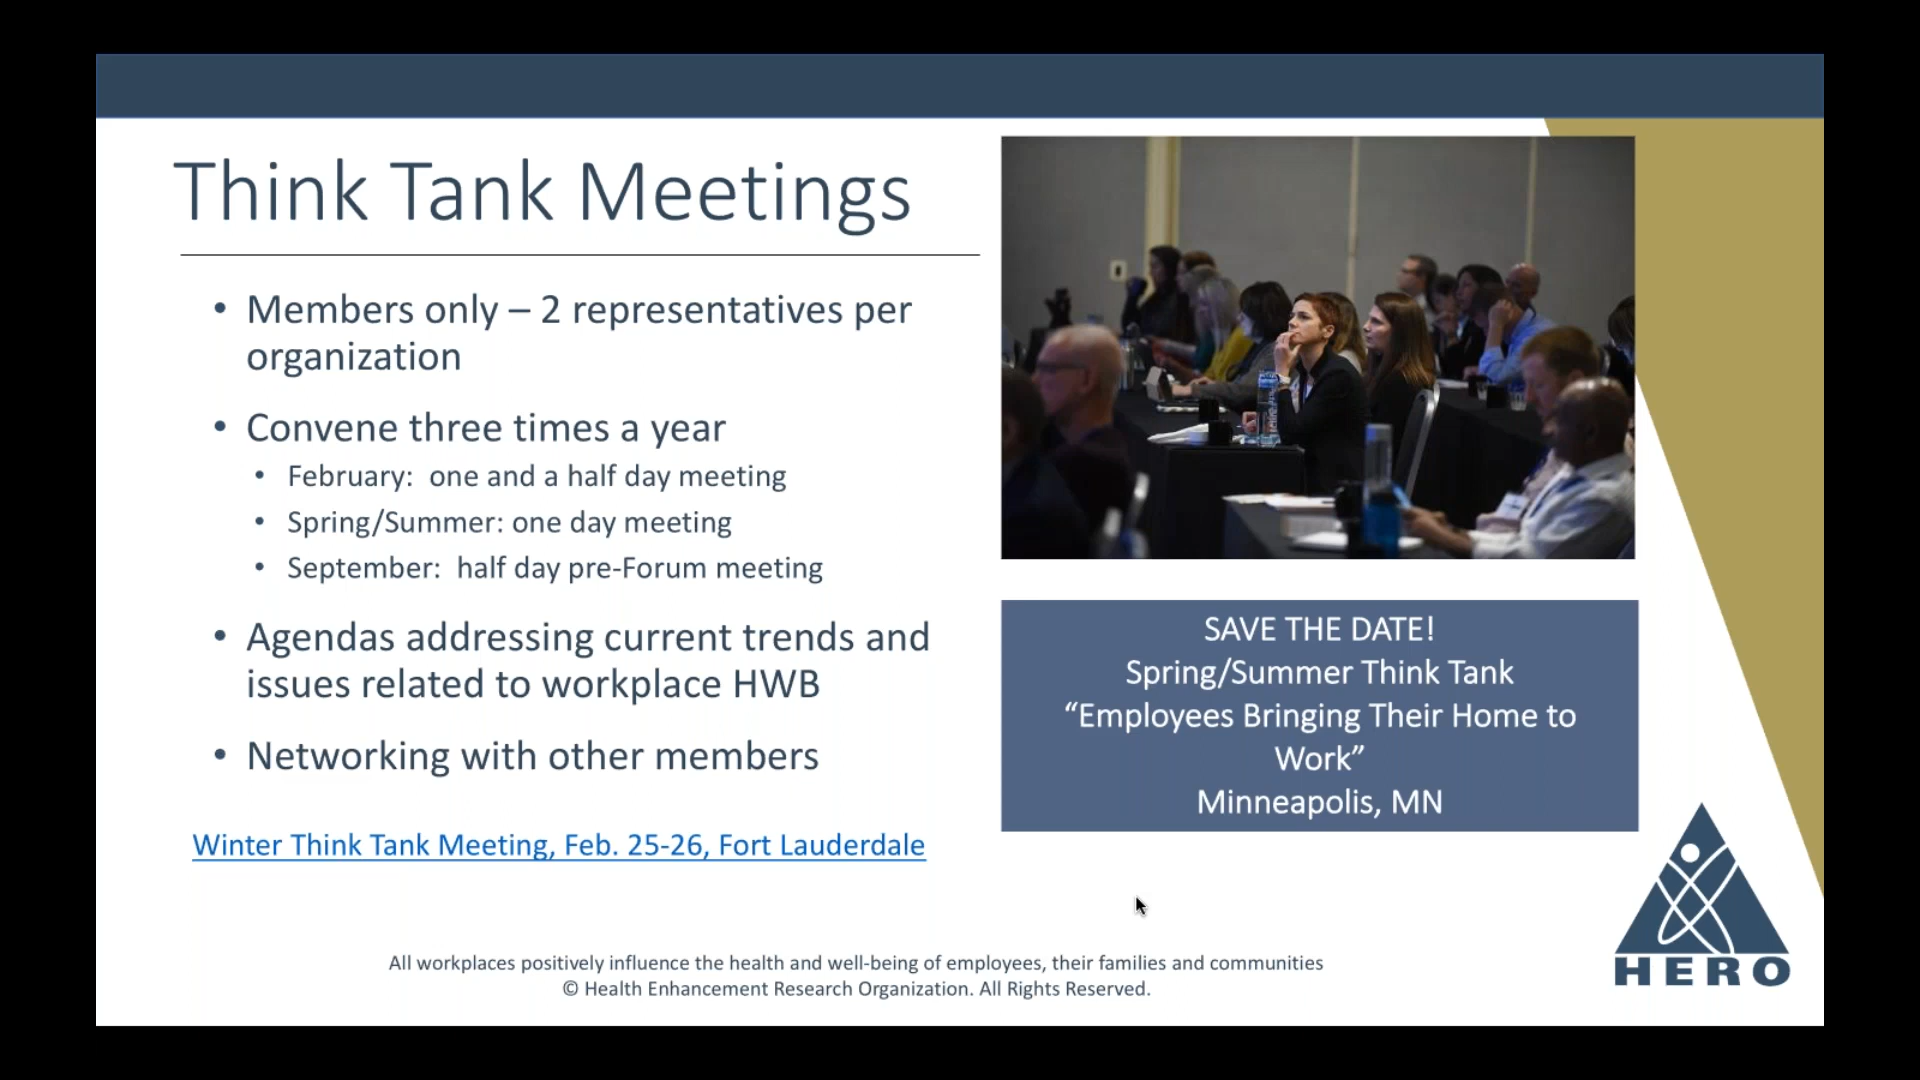 Think Tank Meetings
• Members only – 2 representatives per
organization
• Convene three times a year
• February:  one and a half day meeting
• Spring/Summer: one day meeting
• September:  half day pre-Forum meeting
• Agendas addressing current trends and
issues related to workplace HWB
• Networking with other members
Winter Think Tank Meeting, Feb. 25-26, Fort Lauderdale
SAVE THE DATE!
Spring/Summer Think Tank
“Employees Bringing Their Home to
Work”
Minneapolis, MN
HERO
All workplaces positively influence the health and well-being of employees, their families and communities
© Health Enhancement Research Organization. All Rights Reserved.